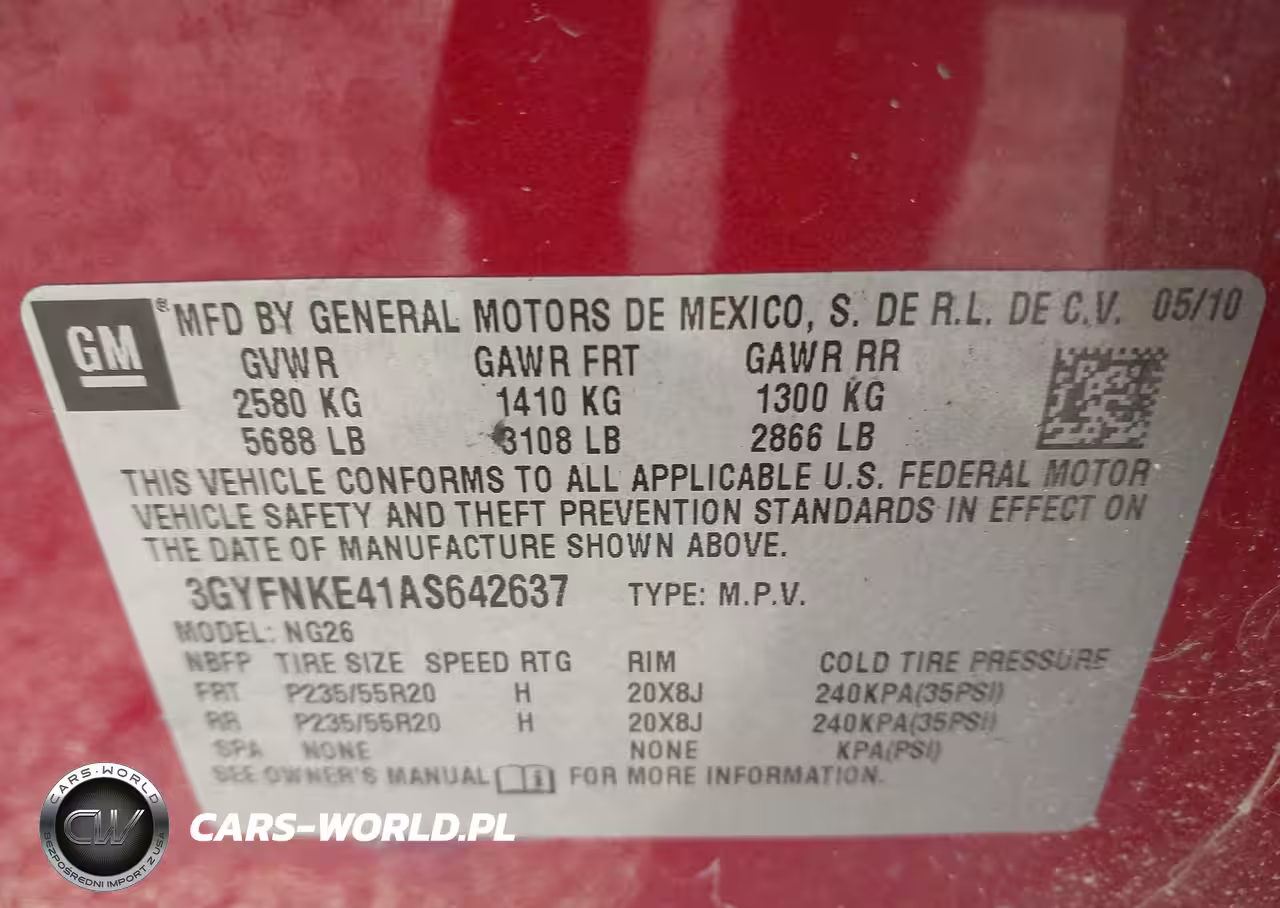 GM® MFD BY GENERAL MOTORS DE MEXICO, S. DE R.L. DE C.V. 05/10
GVWR GAWR FRT GAWR RR
2580 KG 1410 KG 1300 KG
5688 LB 3108 LB 2866 LB
THIS VEHICLE CONFORMS TO ALL APPLICABLE U.S. FEDERAL MOTOR
VEHICLE SAFETY AND THEFT PREVENTION STANDARDS IN EFFECT ON
THE DATE OF MANUFACTURE SHOWN ABOVE.
3GYFNKE41AS642637 TYPE: M.P.V.
MODEL: NG26
NBFP TIRE SIZE SPEED RTG RIM COLD TIRE PRESSURE
FRT P235/55R20 H 20X8J 240KPA(35PSI)
RR P235/55R20 H 20X8J 240KPA(35PSI)
SPA NONE NONE KPA(PSI)
SEE OWNER'S MANUAL FOR MORE INFORMATION.
CARS-WORLD
CW
BEZPOŚREDNI IMPORT Z USA
CARS-WORLD.PL